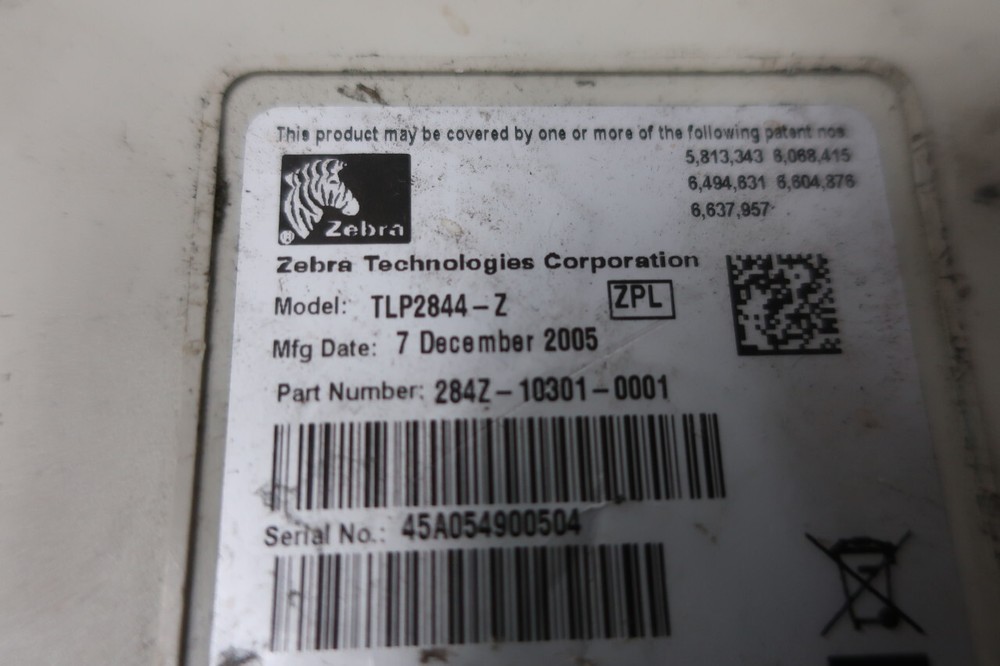 This product may be covered by one or more of the following patent nos
5,813,343 6,068,415
6,494,631 6,604,876
6,637,957
® Zebra
Zebra Technologies Corporation
Model: TLP2844-Z ZPL
Mfg Date: 7 December 2005
Part Number: 284Z-10301-0001
Serial No.: 45A054900504